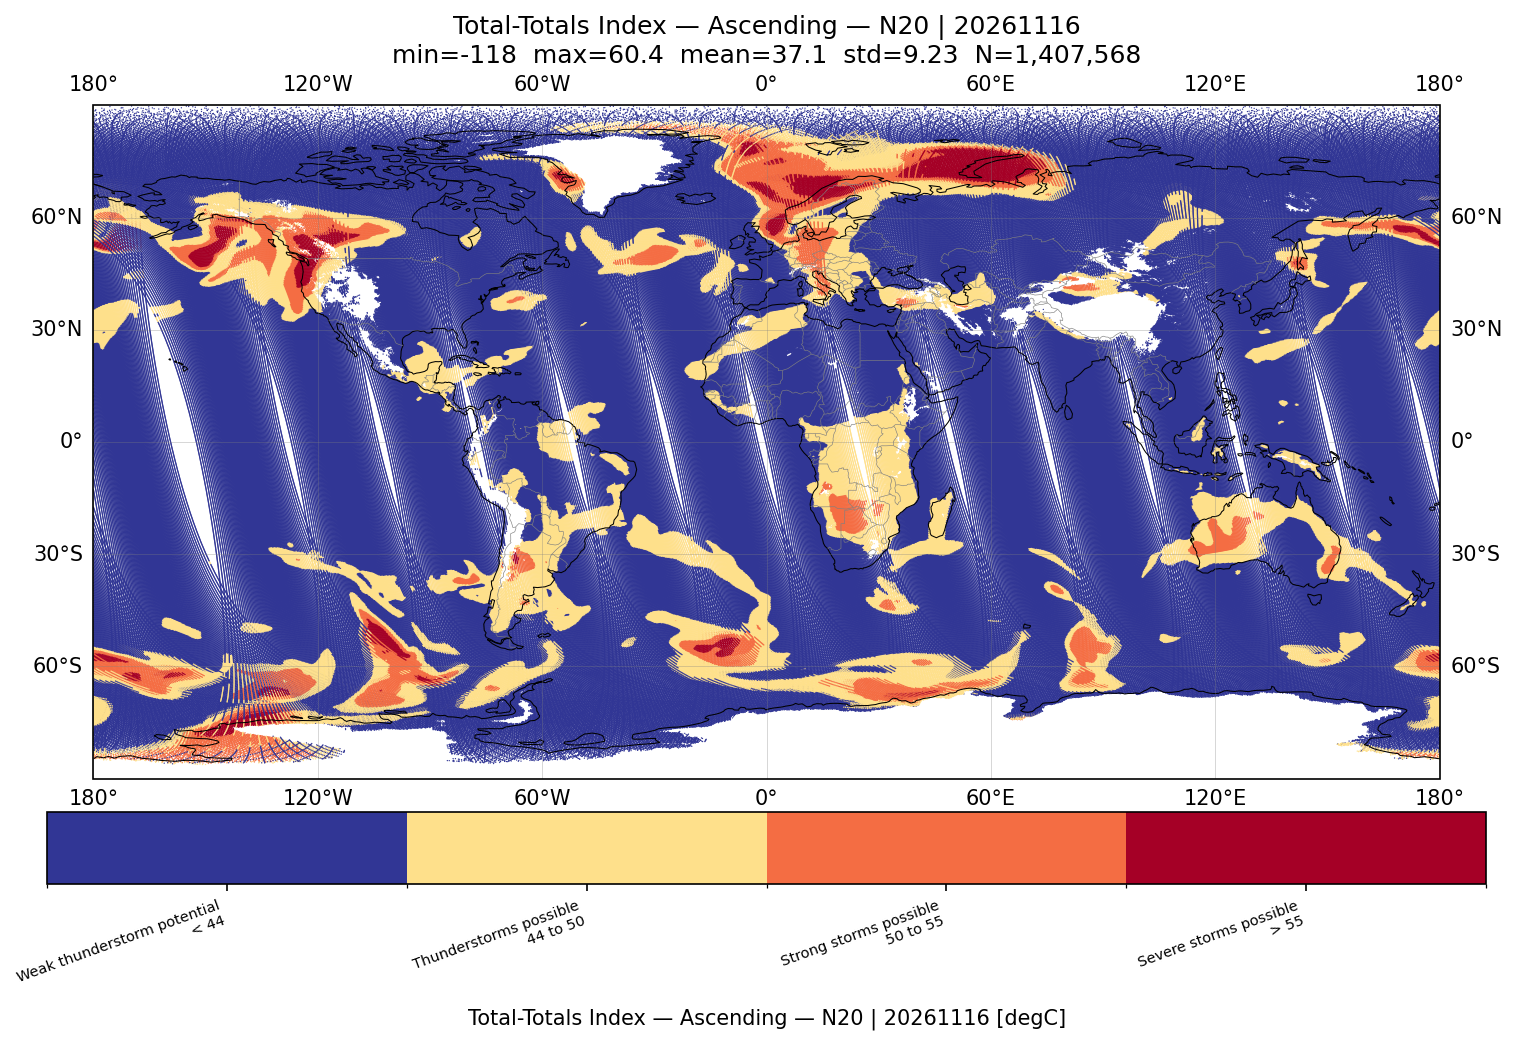 Total-Totals Index — Ascending — N20 | 20261116
min=-118  max=60.4  mean=37.1  std=9.23  N=1,407,568
180° 120°W 60°W 0° 60°E 120°E 180°
60°N 60°N
30°N 30°N
0° 0°
30°S 30°S
60°S 60°S
180° 120°W 60°W 0° 60°E 120°E 180°
Weak thunderstorm potential
< 44
Thunderstorms possible
44 to 50
Strong storms possible
50 to 55
Severe storms possible
> 55
Total-Totals Index — Ascending — N20 | 20261116 [degC]